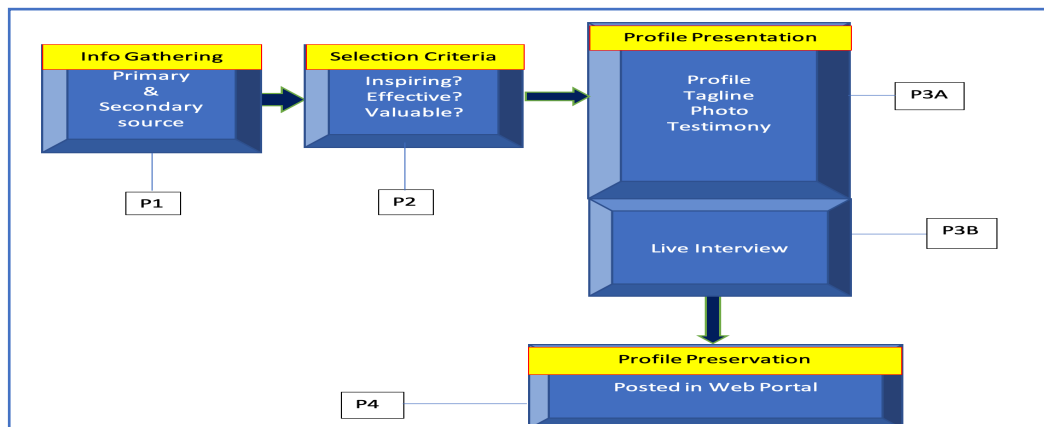 Info Gathering
Primary
&
Secondary
source
P1
Selection Criteria
Inspiring?
Effective?
Valuable?
P2
Profile Presentation
Profile
Tagline
Photo
Testimony
P3A
Live Interview
P3B
Profile Preservation
Posted in Web Portal
P4